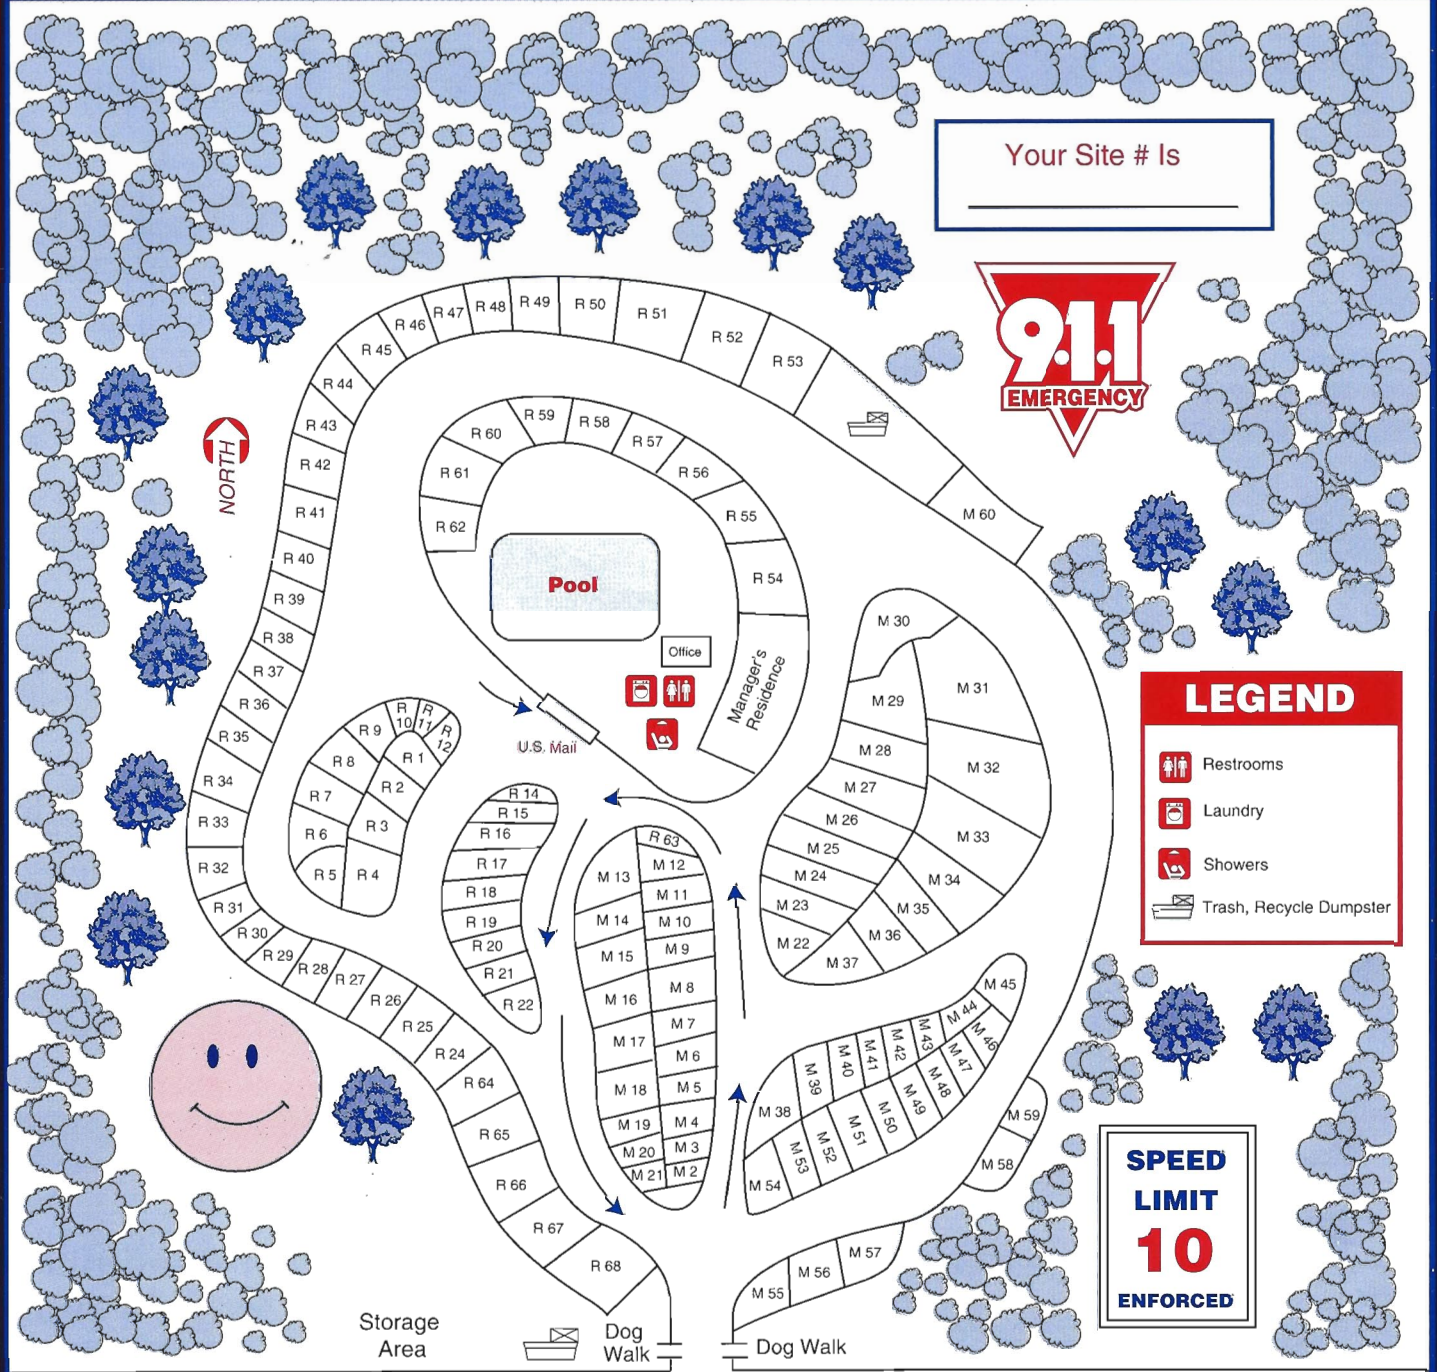 Your Site # Is
9.1.1
EMERGENCY
NORTH
R 44
R 45
R 46
R 47
R 48
R 49
R 50
R 51
R 52
R 53
M 60
R 43
R 42
R 41
R 40
R 39
R 38
R 37
R 36
R 35
R 34
R 33
R 32
R 31
R 30
R 29
R 28
R 27
R 26
R 25
R 24
R 64
R 65
R 66
R 67
R 68
R 62
R 61
R 60
R 59
R 58
R 57
R 56
R 55
R 54
Manager's
Residence
Pool
Office
U.S. Mail
R 5
R 6
R 7
R 8
R 9
R
10
R
11
R
12
R 1
R 2
R 3
R 4
R 14
R 15
R 16
R 17
R 18
R 19
R 20
R 21
R 22
R 63
M 13
M 12
M 11
M 14
M 10
M 15
M 9
M 16
M 8
M 17
M 7
M 6
M 18
M 5
M 19
M 4
M 20
M 3
M 21
M 2
M 30
M 31
M 29
M 28
M 32
M 27
M 26
M 33
M 25
M 24
M 34
M 23
M 35
M 22
M 36
M 37
M 45
M 44
M 43
M 42
M 41
M 40
M 39
M 38
M 46
M 47
M 48
M 49
M 50
M 51
M 52
M 53
M 54
M 59
M 58
M 57
M 56
M 55
LEGEND
Restrooms
Laundry
Showers
Trash, Recycle Dumpster
SPEED
LIMIT
10
ENFORCED
Storage
Area
Dog
Walk
Dog Walk